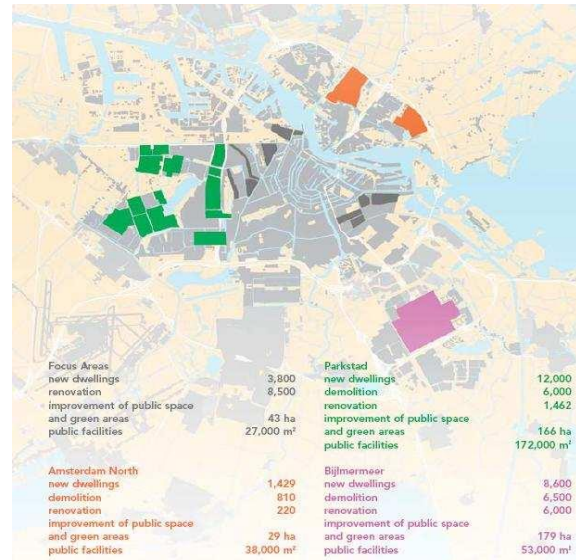 Focus Areas
new dwellings 3,800
renovation 8,500
improvement of public space
and green areas 43 ha
public facilities 27,000 m²
Parkstad
new dwellings 12,000
demolition 6,000
renovation 1,462
improvement of public space
and green areas 166 ha
public facilities 172,000 m²
Amsterdam North
new dwellings 1,429
demolition 810
renovation 220
improvement of public space
and green areas 29 ha
public facilities 38,000 m²
Bijlmermeer
new dwellings 8,600
demolition 6,500
renovation 6,000
improvement of public space
and green areas 179 ha
public facilities 53,000 m²